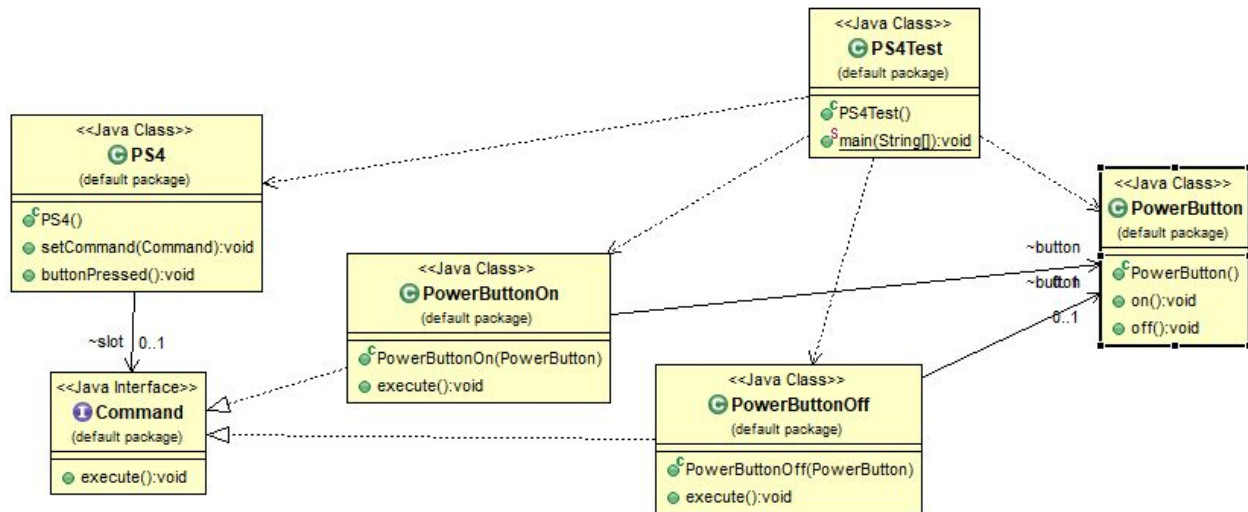 <<Java Class>>
PS4Test
(default package)
PS4Test()
main(String[]):void
<<Java Class>>
PS4
(default package)
PS4()
setCommand(Command):void
buttonPressed():void
~slot 0..1
<<Java Interface>>
Command
(default package)
execute():void
<<Java Class>>
PowerButtonOn
(default package)
PowerButtonOn(PowerButton)
execute():void
<<Java Class>>
PowerButtonOff
(default package)
PowerButtonOff(PowerButton)
execute():void
~button
~button
0..1
<<Java Class>>
PowerButton
(default package)
PowerButton()
on():void
off():void